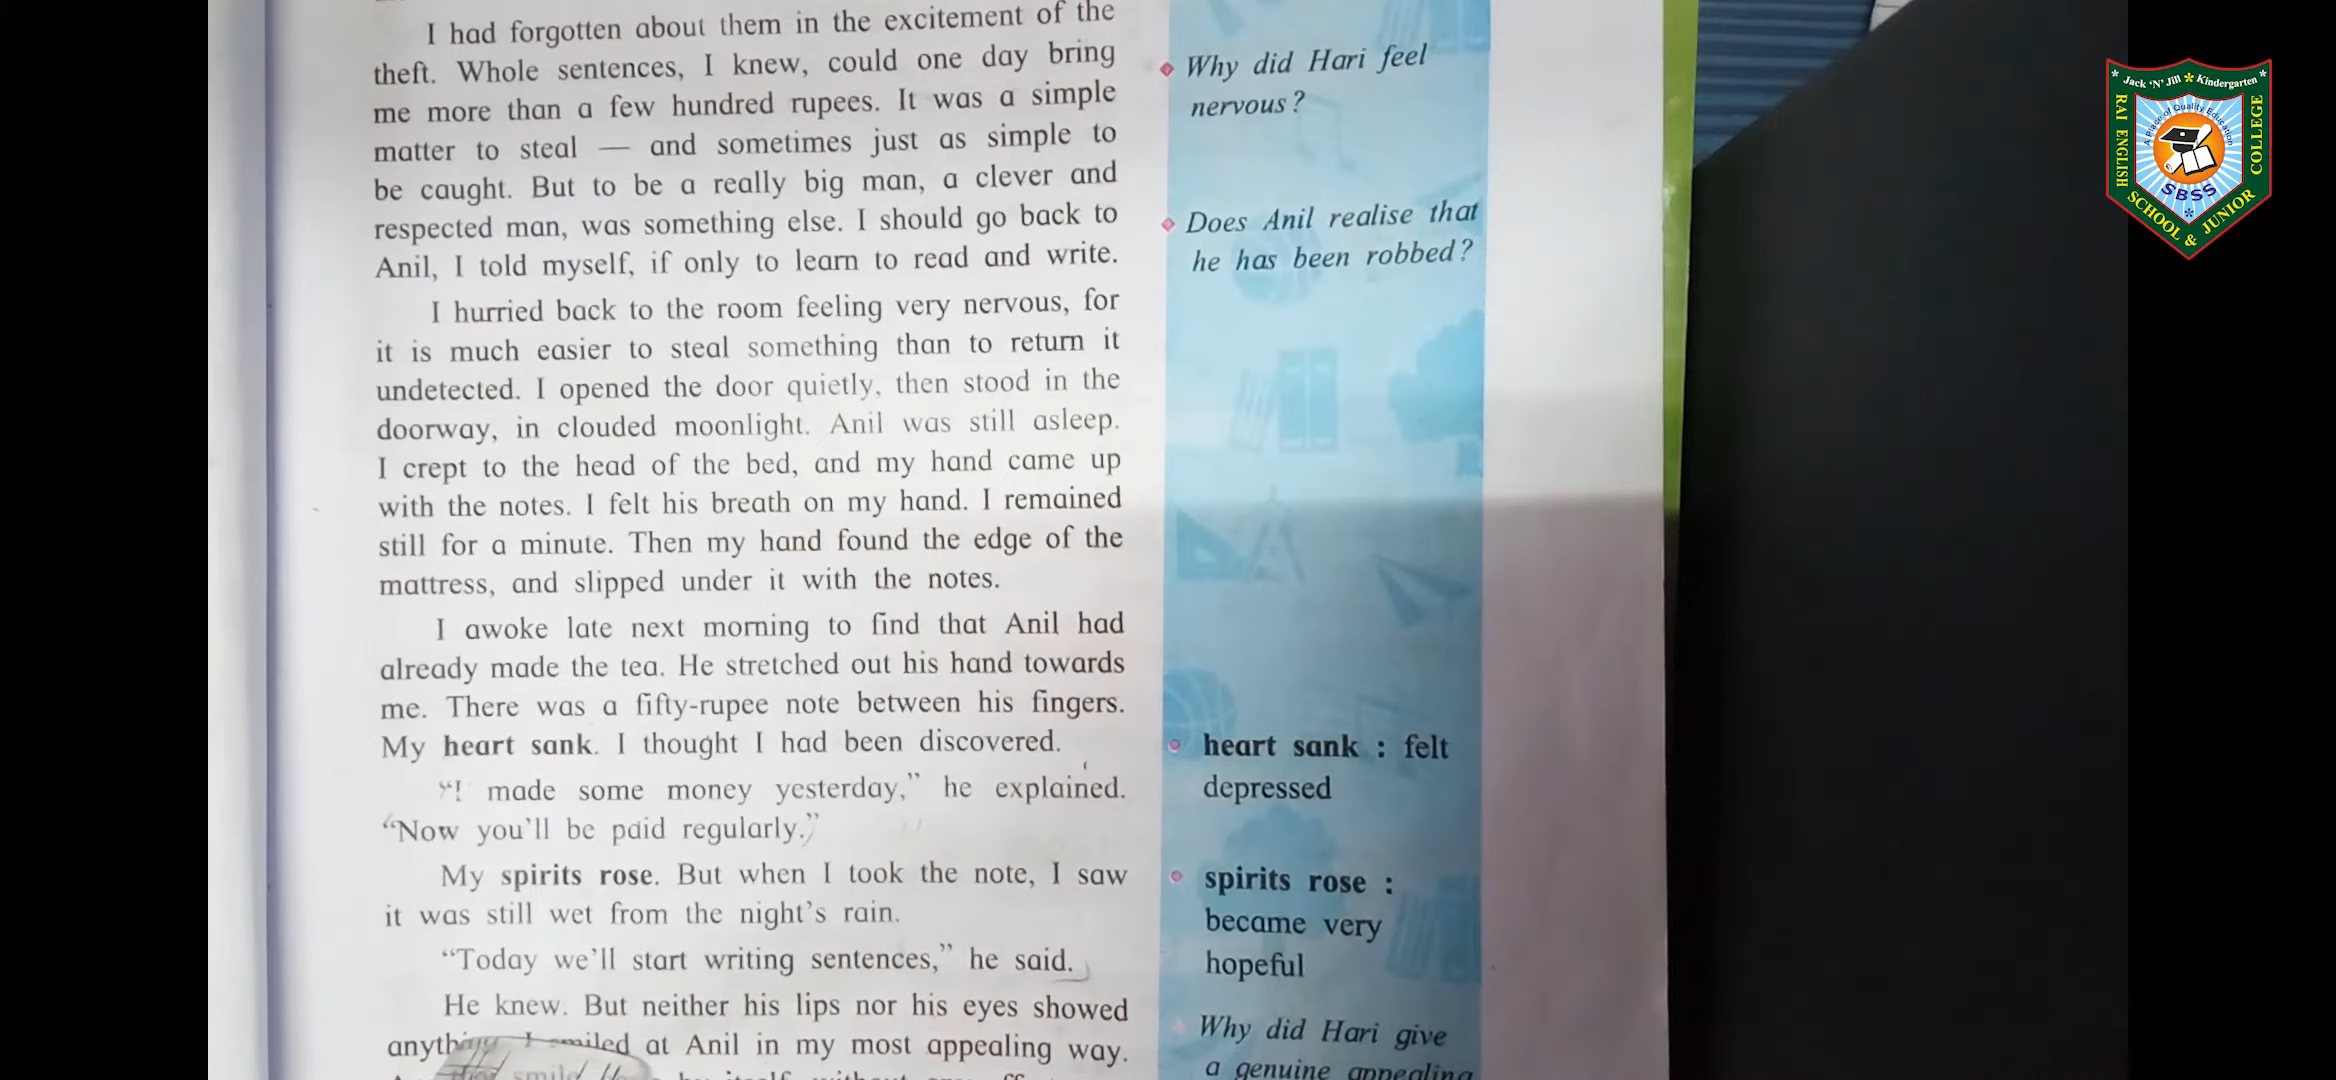 I had forgotten about them in the excitement of the
theft. Whole sentences, I knew, could one day bring
me more than a few hundred rupees. It was a simple
matter to steal — and sometimes just as simple to
be caught. But to be a really big man, a clever and
respected man, was something else. I should go back to
Anil, I told myself, if only to learn to read and write.
I hurried back to the room feeling very nervous, for
it is much easier to steal something than to return it
undetected. I opened the door quietly, then stood in the
doorway, in clouded moonlight. Anil was still asleep.
I crept to the head of the bed, and my hand came up
with the notes. I felt his breath on my hand. I remained
still for a minute. Then my hand found the edge of the
mattress, and slipped under it with the notes.
I awoke late next morning to find that Anil had
already made the tea. He stretched out his hand towards
me. There was a fifty-rupee note between his fingers.
My heart sank. I thought I had been discovered.
“I made some money yesterday,” he explained.
“Now you’ll be paid regularly.”
My spirits rose. But when I took the note, I saw
it was still wet from the night’s rain.
“Today we’ll start writing sentences,” he said.
He knew. But neither his lips nor his eyes showed
I smiled at Anil in my most appealing way.
Why did Hari feel
nervous?
Does Anil realise that
he has been robbed?
heart sank : felt
depressed
spirits rose :
became very
hopeful
Why did Hari give
a genuine appealing
Jack ‘N’ Jill Kindergarten
A Place of Quality Education
SBSS
RAI ENGLISH
SCHOOL & JUNIOR
COLLEGE